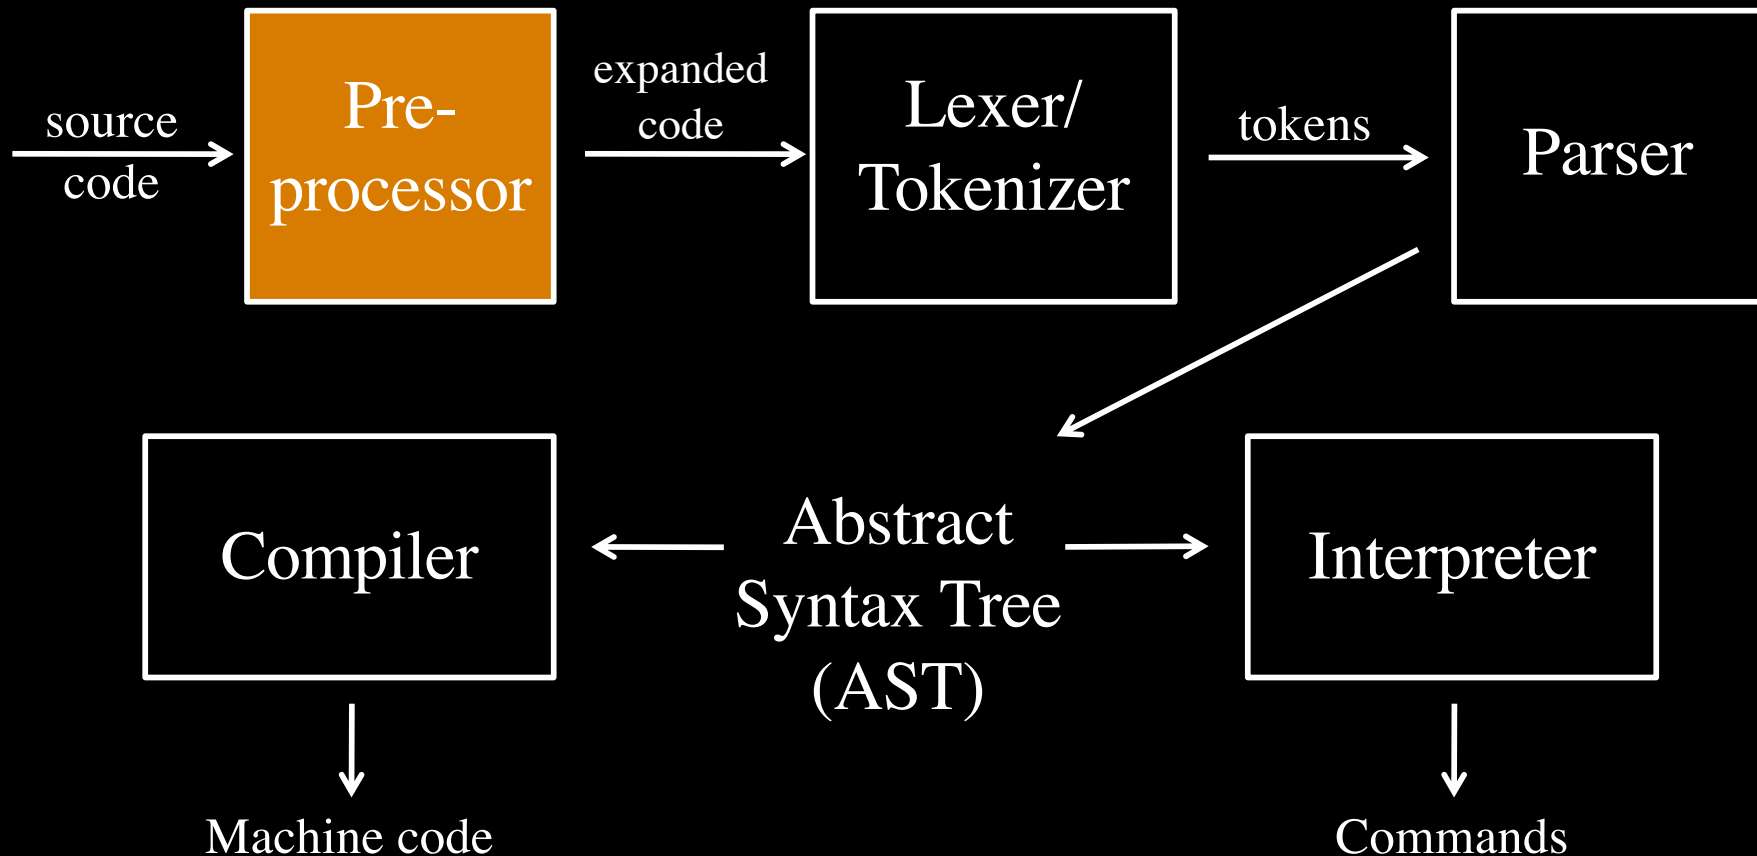 source
code
Pre-
processor
expanded
code
Lexer/
Tokenizer
tokens
Parser
Compiler
Abstract
Syntax Tree
(AST)
Interpreter
Machine code
Commands